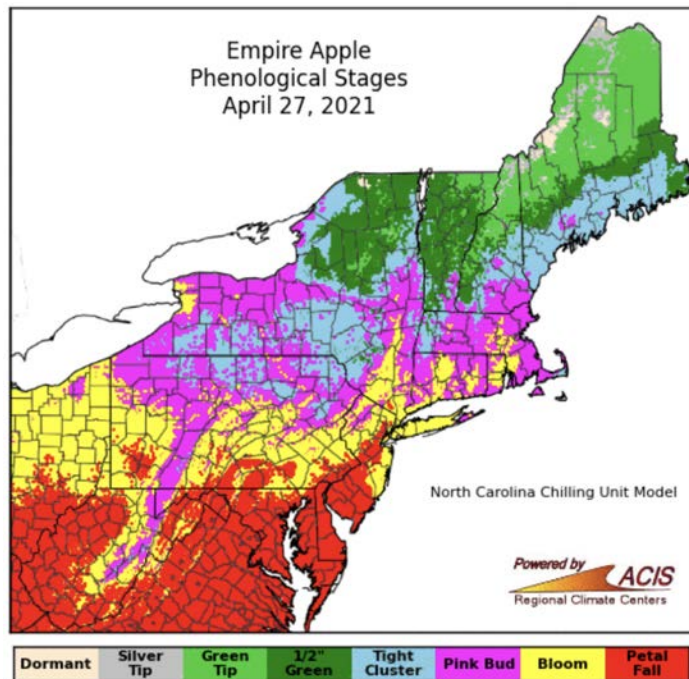 Empire Apple
Phenological Stages
April 27, 2021
North Carolina Chilling Unit Model
Powered by
ACIS
Regional Climate Centers
Dormant
Silver Tip
Green Tip
1/2" Green
Tight Cluster
Pink Bud
Bloom
Petal Fall